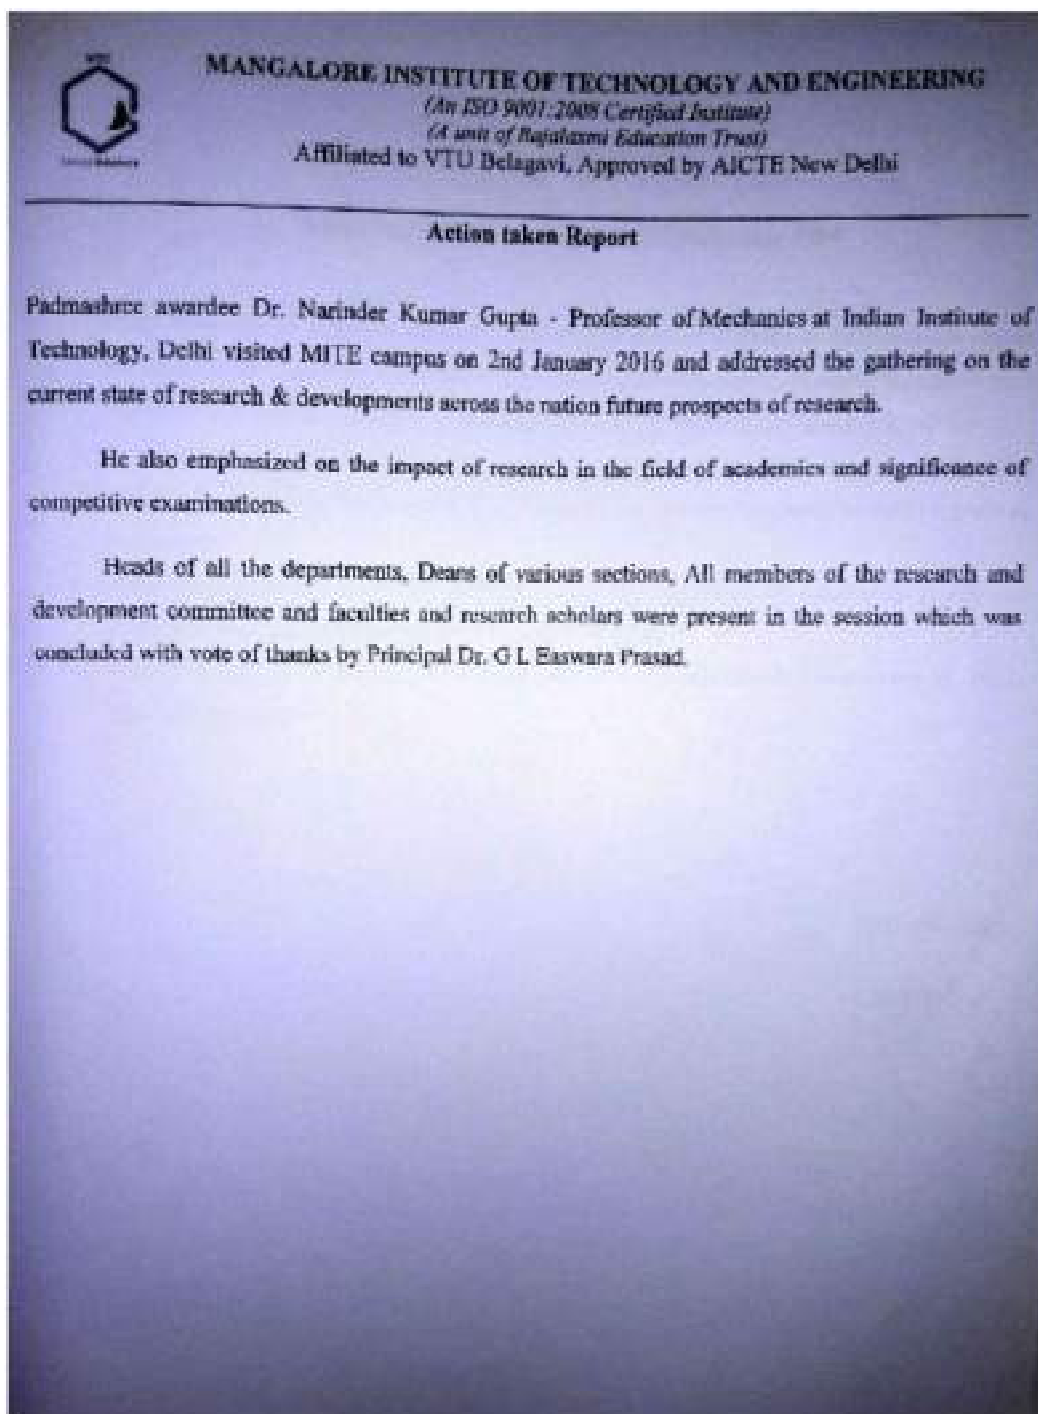 MANGALORE INSTITUTE OF TECHNOLOGY AND ENGINEERING
(An ISO 9001:2008 Certified Institute)
(A unit of Rajalaxmi Education Trust)
Affiliated to VTU Belagavi, Approved by AICTE New Delhi
Action taken Report
Padmashree awardee Dr. Narinder Kumar Gupta - Professor of Mechanics at Indian Institute of
Technology, Delhi visited MITE campus on 2nd January 2016 and addressed the gathering on the
current state of research & developments across the nation future prospects of research.
He also emphasized on the impact of research in the field of academics and significance of
competitive examinations.
Heads of all the departments, Deans of various sections, All members of the research and
development committee and faculties and research scholars were present in the session which was
concluded with vote of thanks by Principal Dr. G L Easwara Prasad.